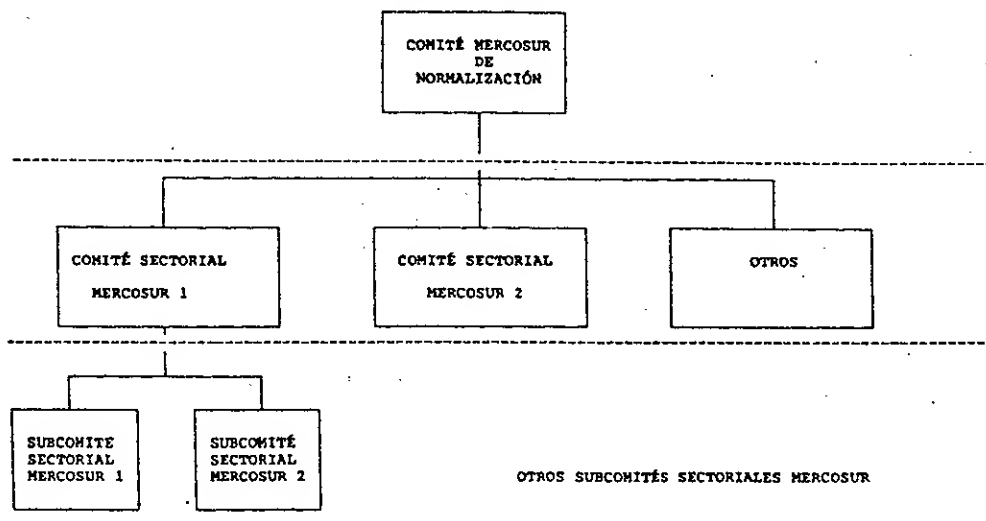 COMITÉ MERCOSUR
DE
NORMALIZACIÓN
COMITÉ SECTORIAL
MERCOSUR 1
COMITÉ SECTORIAL
MERCOSUR 2
OTROS
SUBCOMITE
SECTORIAL
MERCOSUR 1
SUBCOMITÉ
SECTORIAL
MERCOSUR 2
OTROS SUBCOMITÉS SECTORIALES MERCOSUR